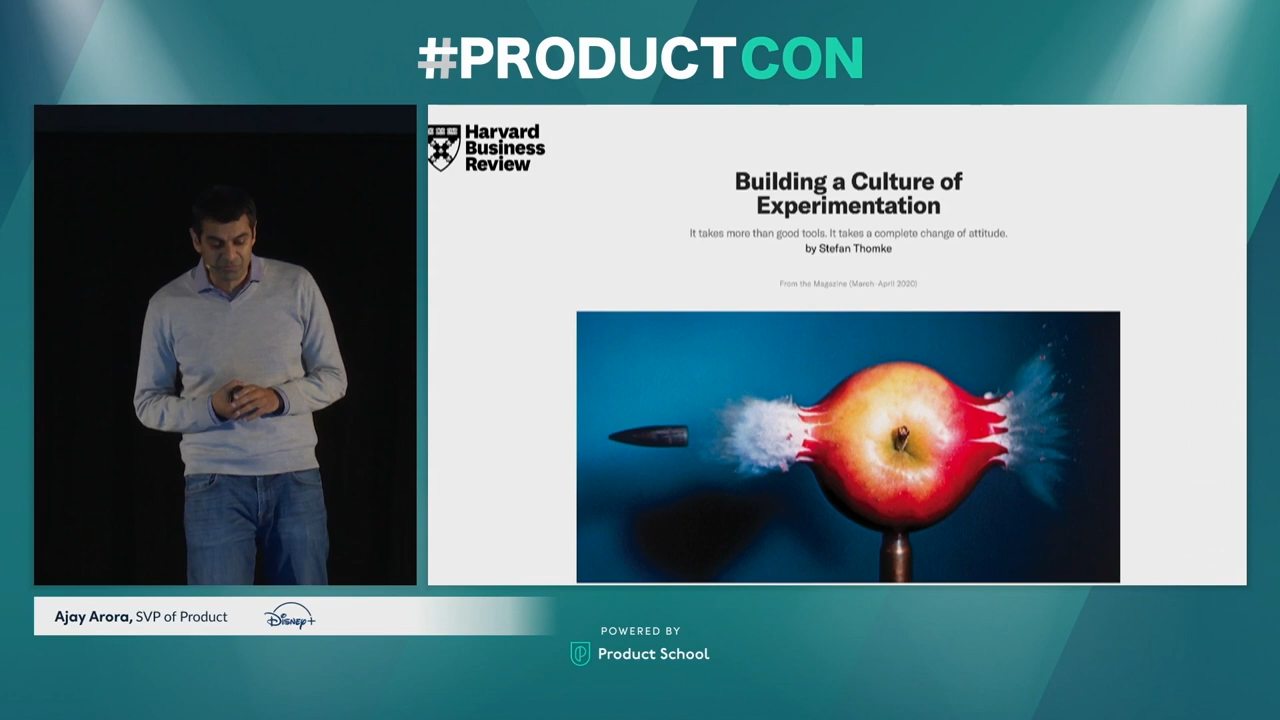 #PRODUCTCON
Harvard
Business
Review
Building a Culture of
Experimentation
It takes more than good tools. It takes a complete change of attitude.
by Stefan Thomke
From the Magazine (March-April 2020)
Ajay Arora, SVP of Product
Disney+
POWERED BY
Product School